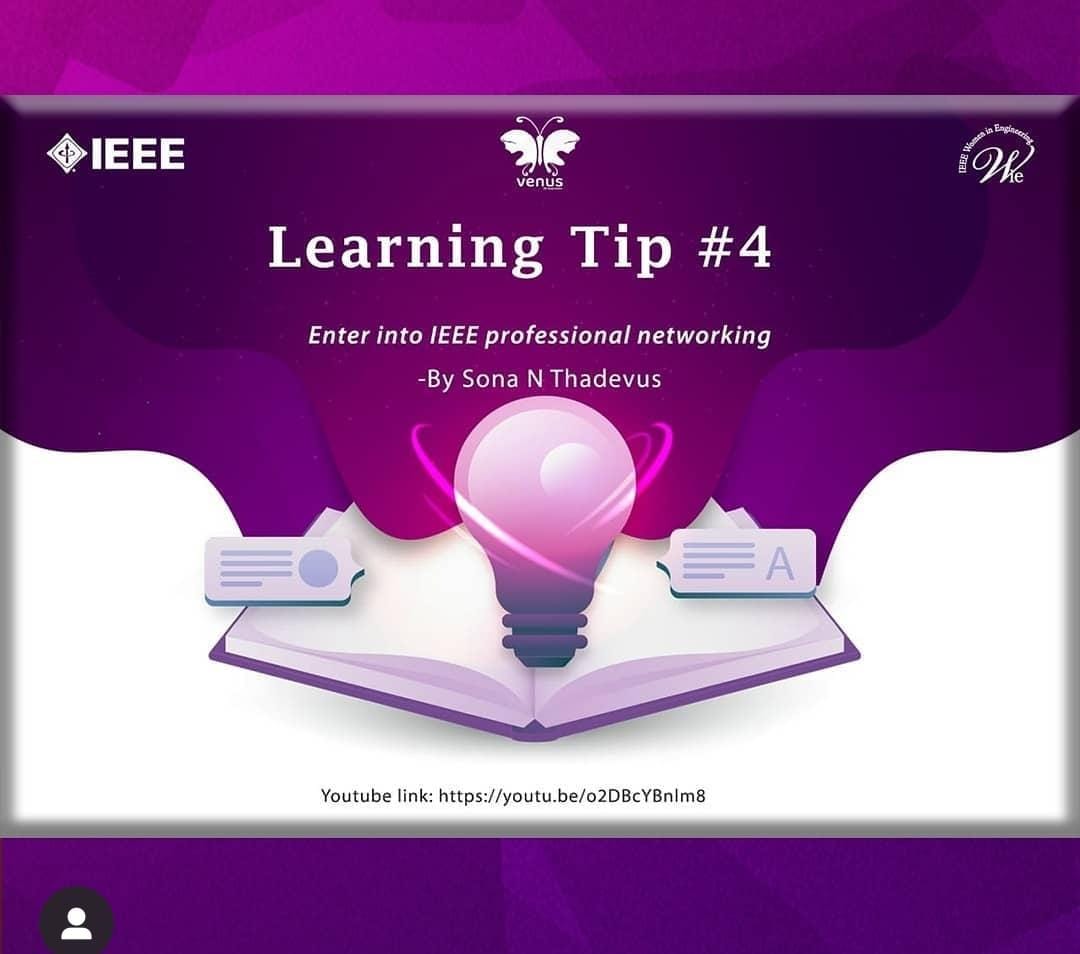 IEEE
venus
IEEE Women in Engineering
Wie
Learning Tip #4
Enter into IEEE professional networking
-By Sona N Thadevus
A
Youtube link: https://youtu.be/o2DBcYBnlm8